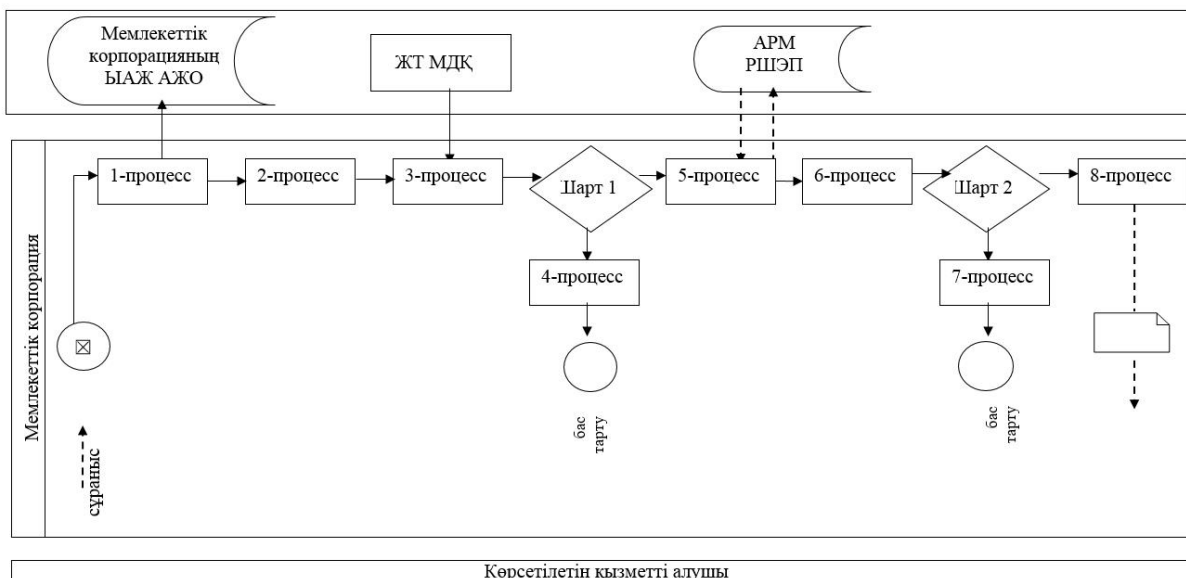 Мемлекеттік
корпорацияның
ЫАЖ АЖО
ЖТ МДҚ
АРМ
РШЭП
Мемлекеттік корпорация
1-процесс
2-процесс
3-процесс
Шарт 1
5-процесс
6-процесс
Шарт 2
8-процесс
4-процесс
7-процесс
бас
тарту
бас
тарту
сұраныс
Көрсетілетін қызметті алушы